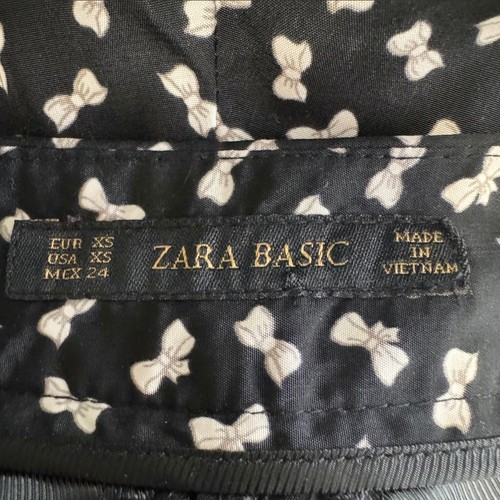 EUR XS
USA XS
MEX 24
ZARA BASIC
MADE
IN
VIETNAM